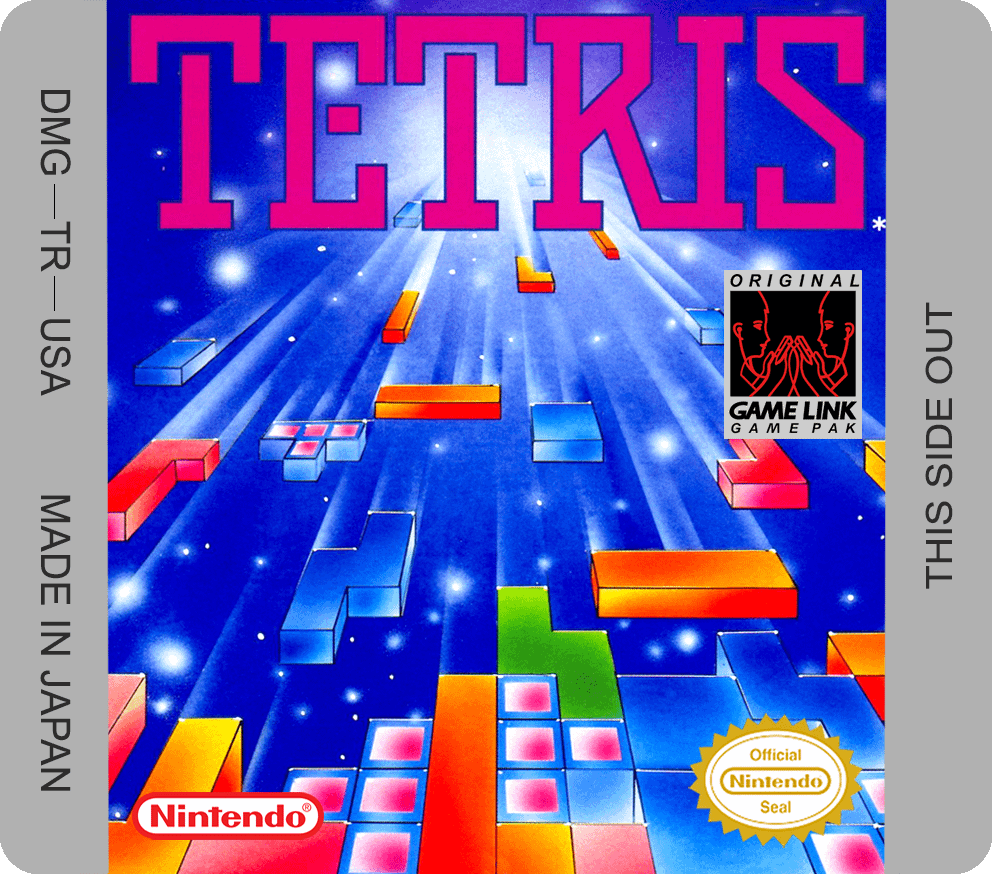 TETRIS
*
DMG—TR—USA
MADE IN JAPAN
ORIGINAL
GAME LINK
GAME PAK
THIS SIDE OUT
Official
Nintendo
Seal
Nintendo®